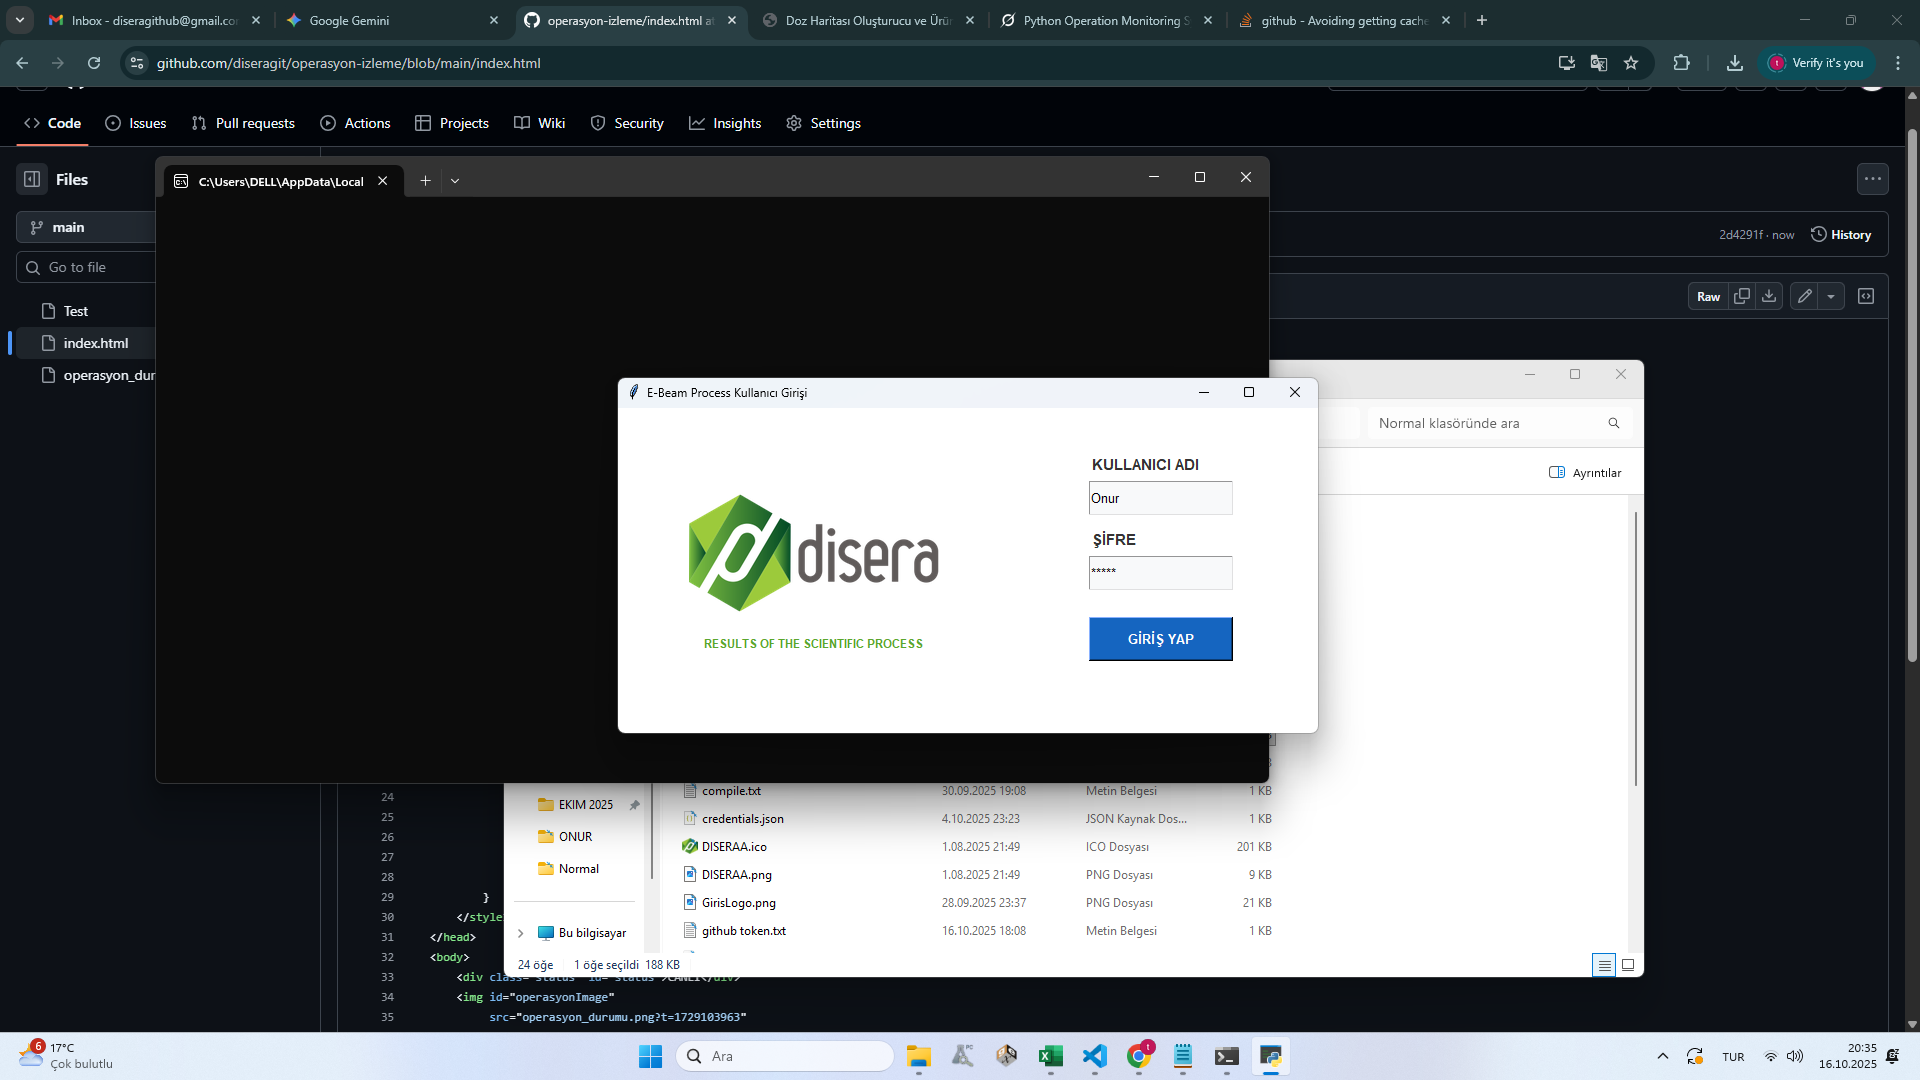 Inbox - diseragithub@gmail.co
Google Gemini
operasyon-izleme/index.html at
Doz Haritası Oluşturucu ve Ürü
Python Operation Monitoring S
github - Avoiding getting cache
github.com/diseragit/operasyon-izleme/blob/main/index.html
Verify it's you
Code
Issues
Pull requests
Actions
Projects
Wiki
Security
Insights
Settings
Files
C:\Users\DELL\AppData\Local
main
2d4291f · now
History
Go to file
Raw
Test
index.html
operasyon_dur
E-Beam Process Kullanıcı Girişi
Normal klasöründe ara
Ayrıntılar
KULLANICI ADI
Onur
ŞİFRE
*****
GİRİŞ YAP
disera
RESULTS OF THE SCIENTIFIC PROCESS
EKIM 2025
ONUR
Normal
Bu bilgisayar
compile.txt 30.09.2025 19:08 Metin Belgesi 1 KB
credentials.json 4.10.2025 23:23 JSON Kaynak Dos... 1 KB
DISERAA.ico 1.08.2025 21:49 ICO Dosyası 201 KB
DISERAA.png 1.08.2025 21:49 PNG Dosyası 9 KB
GirisLogo.png 28.09.2025 23:37 PNG Dosyası 21 KB
github token.txt 16.10.2025 18:08 Metin Belgesi 1 KB
24 öğe 1 öğe seçildi 188 KB
24
25
26
27
28
29 }
30 </style
31 </head>
32 <body>
33 <div class="status" id="status">CANLI</div>
34 <img id="operasyonImage"
35 src="operasyon_durumu.png?t=1729103963"
6
17°C
Çok bulutlu
Ara
t
TUR
20:35
16.10.2025